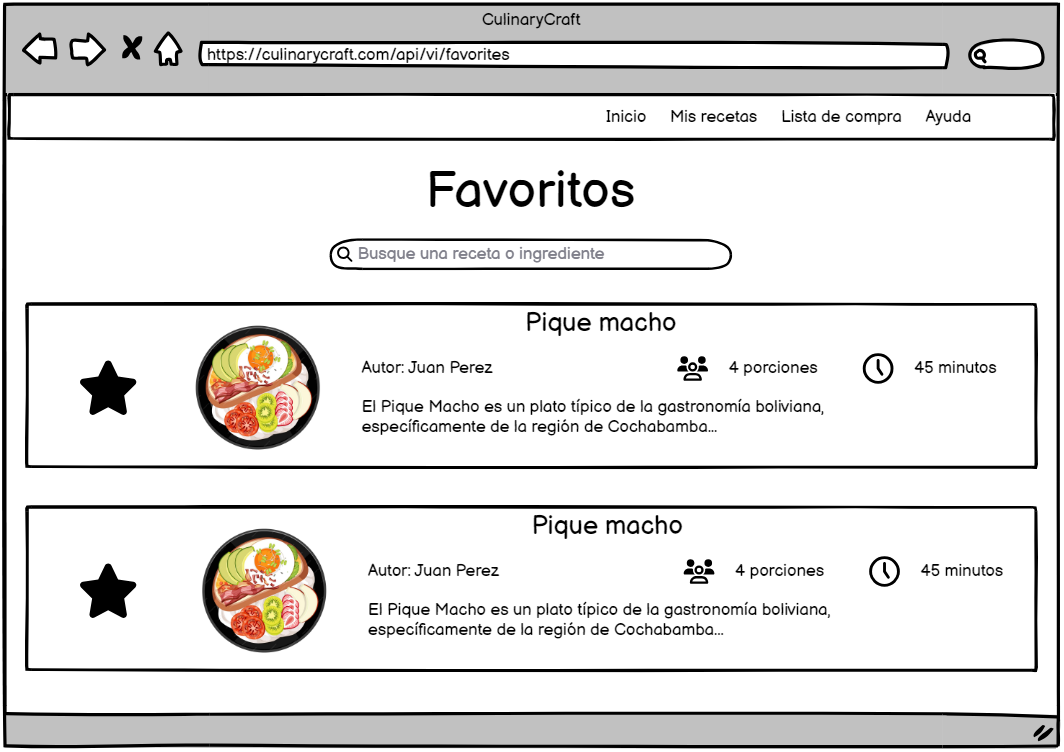 CulinaryCraft
https://culinarycraft.com/api/vi/favorites
Inicio Mis recetas Lista de compra Ayuda
Favoritos
Busque una receta o ingrediente
Pique macho
Autor: Juan Perez 4 porciones 45 minutos
El Pique Macho es un plato típico de la gastronomía boliviana,
específicamente de la región de Cochabamba...
Pique macho
Autor: Juan Perez 4 porciones 45 minutos
El Pique Macho es un plato típico de la gastronomía boliviana,
específicamente de la región de Cochabamba...